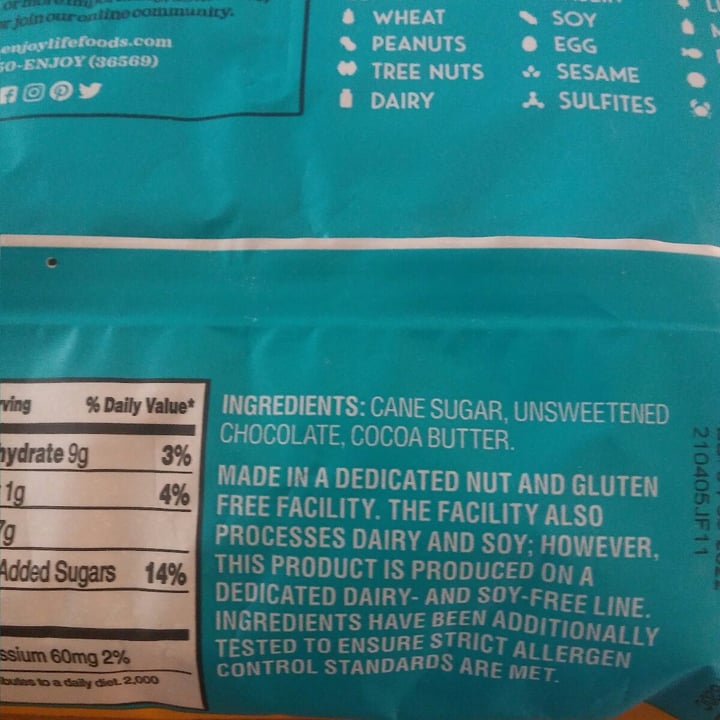 or join our online community.
enjoylifefoods.com
50-ENJOY (36569)
WHEAT
PEANUTS
TREE NUTS
DAIRY
SOY
EGG
SESAME
SULFITES
rving % Daily Value*
hydrate 9g 3%
1g 4%
7g
Added Sugars 14%
ssium 60mg 2%
butes to a daily diet. 2,000
INGREDIENTS: CANE SUGAR, UNSWEETENED
CHOCOLATE, COCOA BUTTER.
MADE IN A DEDICATED NUT AND GLUTEN
FREE FACILITY. THE FACILITY ALSO
PROCESSES DAIRY AND SOY; HOWEVER,
THIS PRODUCT IS PRODUCED ON A
DEDICATED DAIRY- AND SOY-FREE LINE.
INGREDIENTS HAVE BEEN ADDITIONALLY
TESTED TO ENSURE STRICT ALLERGEN
CONTROL STANDARDS ARE MET.
210405JF11